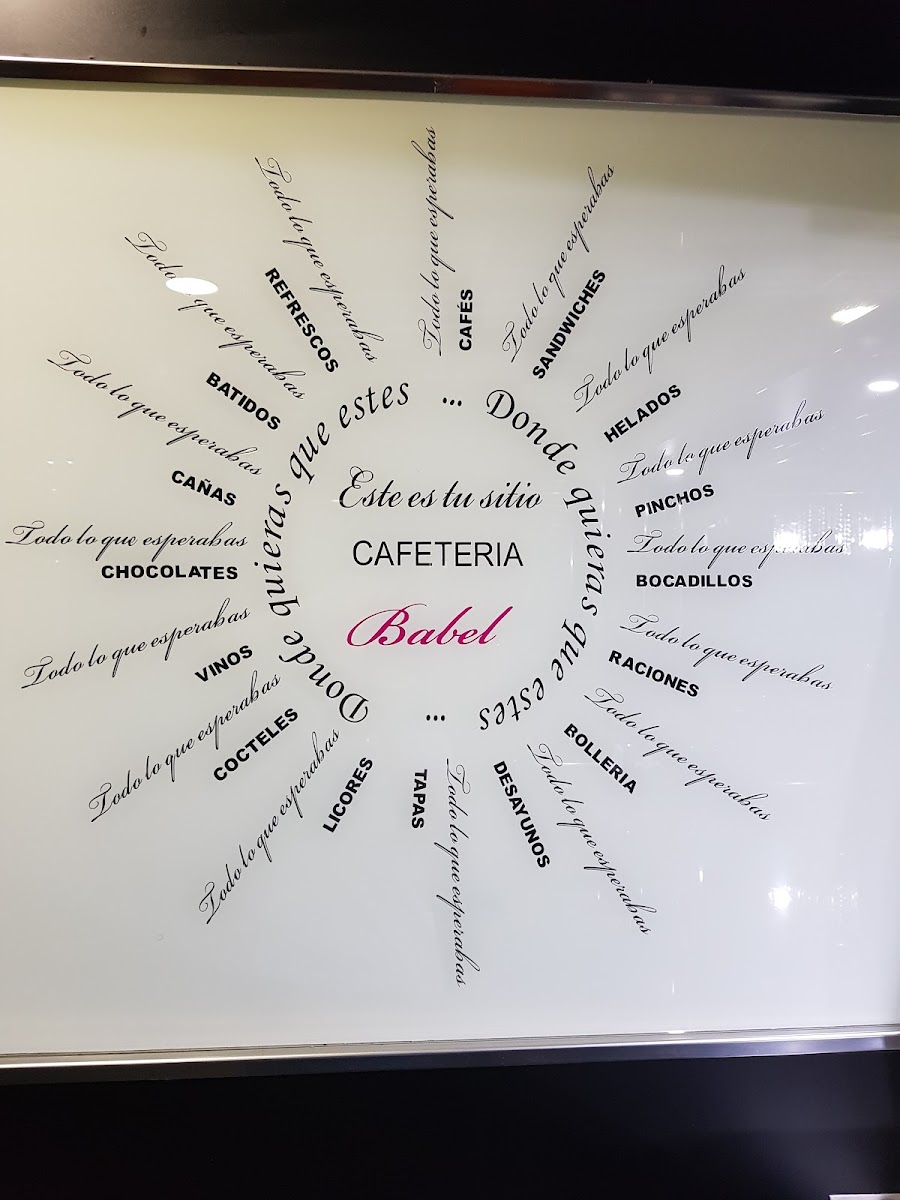 Este es tu sitio
CAFETERIA
Babel
Donde quieras que estes ...
Donde quieras que estes ...
Todo lo que esperabas
CAFÉS
Todo lo que esperabas
SANDWICHES
Todo lo que esperabas
HELADOS
Todo lo que esperabas
PINCHOS
Todo lo que esperabas
BOCADILLOS
Todo lo que esperabas
RACIONES
Todo lo que esperabas
BOLLERIA
Todo lo que esperabas
DESAYUNOS
Todo lo que esperabas
TAPAS
Todo lo que esperabas
LICORES
Todo lo que esperabas
COCTELES
Todo lo que esperabas
VINOS
Todo lo que esperabas
CHOCOLATES
Todo lo que esperabas
CAÑAS
Todo lo que esperabas
BATIDOS
Todo lo que esperabas
REFRESCOS